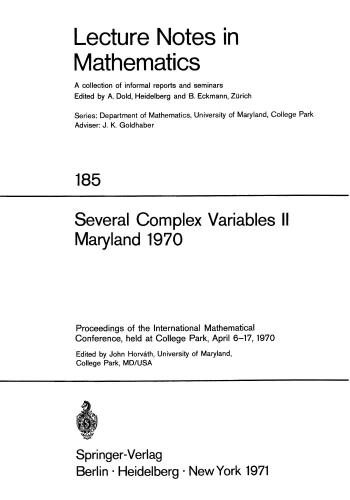 Lecture Notes in
Mathematics
A collection of informal reports and seminars
Edited by A. Dold, Heidelberg and B. Eckmann, Zürich
Series: Department of Mathematics, University of Maryland, College Park
Adviser: J. K. Goldhaber
185
Several Complex Variables II
Maryland 1970
Proceedings of the International Mathematical
Conference, held at College Park, April 6–17, 1970
Edited by John Horváth, University of Maryland,
College Park, MD/USA
Springer-Verlag
Berlin · Heidelberg · New York 1971